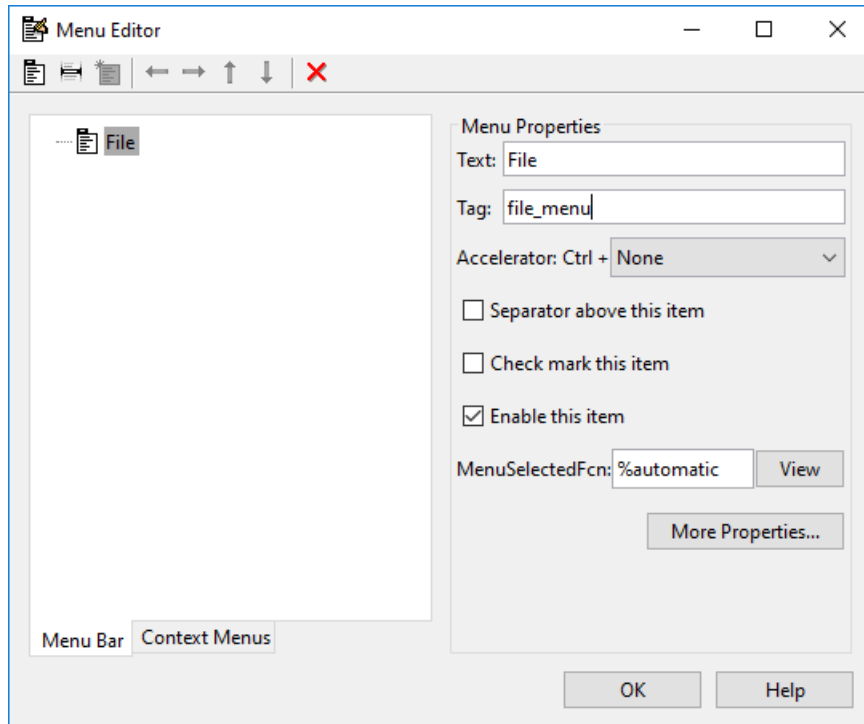 Menu Editor
File
Menu Properties
Text: File
Tag: file_menu
Accelerator: Ctrl + None
Separator above this item
Check mark this item
Enable this item
MenuSelectedFcn: %automatic View
More Properties...
Menu Bar Context Menus
OK Help